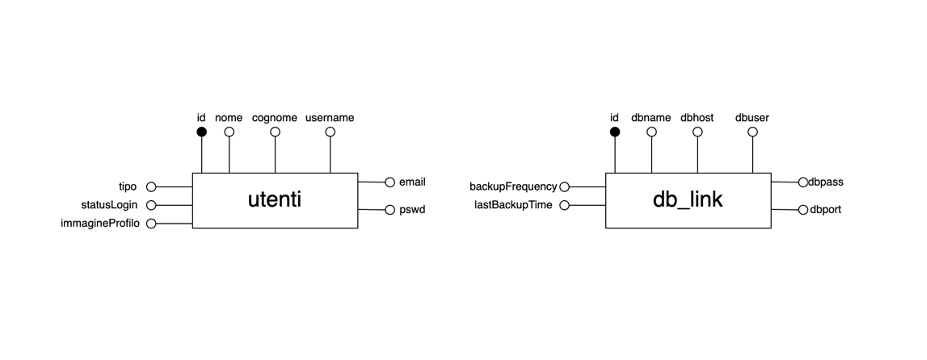 id nome cognome username
tipo
statusLogin
immagineProfilo
utenti
email
pswd
id dbname dbhost dbuser
backupFrequency
lastBackupTime
db_link
dbpass
dbport